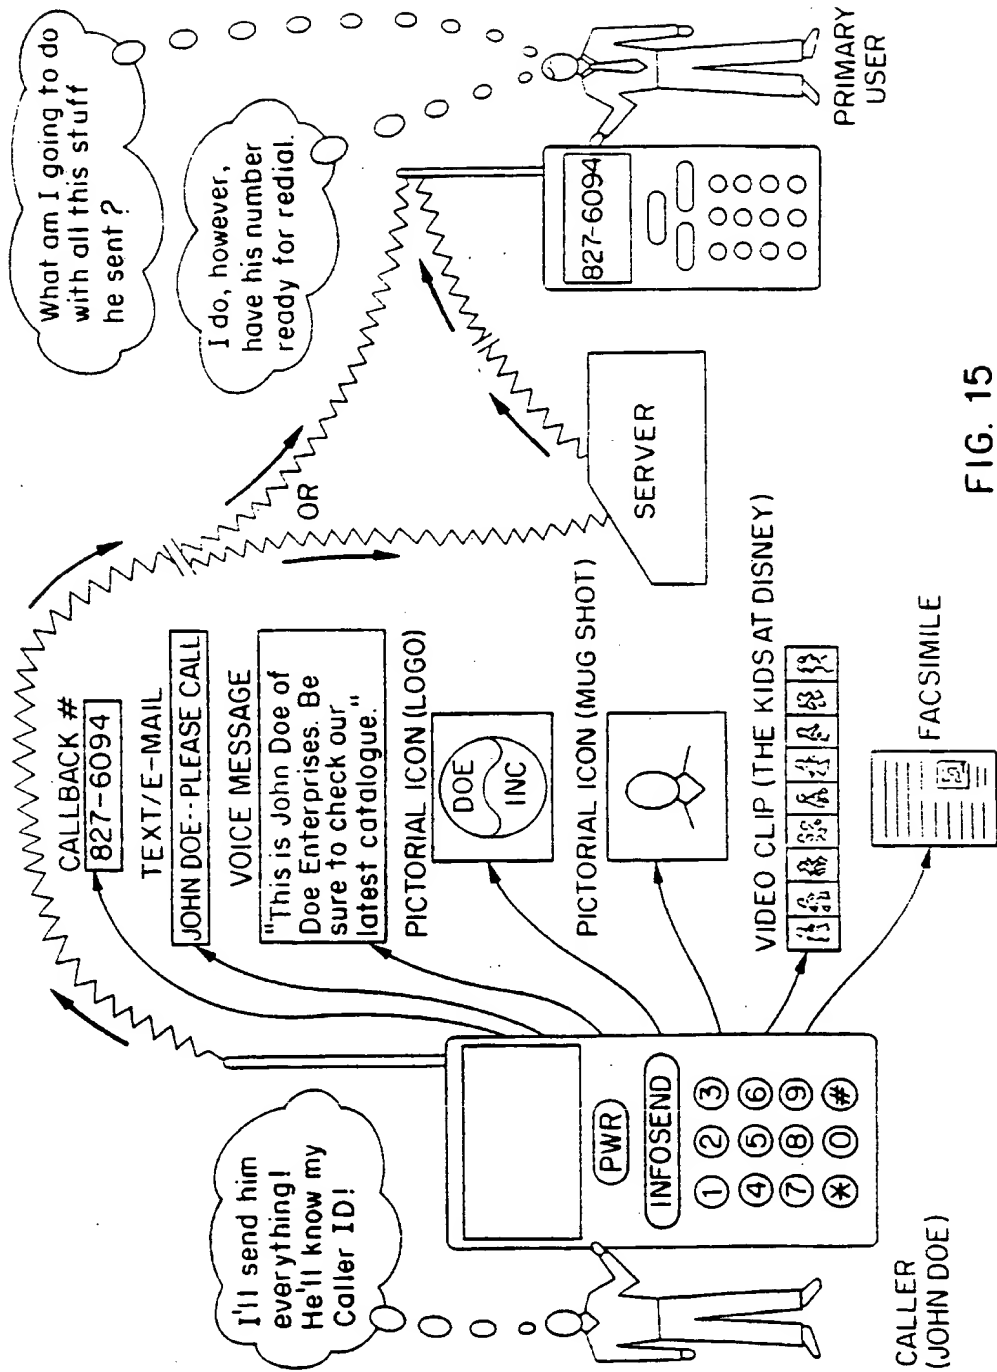 I'll send him
everything!
He'll know my
Caller ID!
CALLER
(JOHN DOE)
PWR
INFOSEND
1 2 3
4 5 6
7 8 9
* 0 #
CALLBACK #
827-6094
TEXT/E-MAIL
JOHN DOE--PLEASE CALL
VOICE MESSAGE
"This is John Doe of
Doe Enterprises. Be
sure to check our
latest catalogue."
PICTORIAL ICON (LOGO)
DOE
INC
PICTORIAL ICON (MUG SHOT)
VIDEO CLIP (THE KIDS AT DISNEY)
FACSIMILE
OR
SERVER
What am I going to do
with all this stuff
he sent?
I do, however,
have his number
ready for redial.
827-6094
PRIMARY
USER
FIG. 15